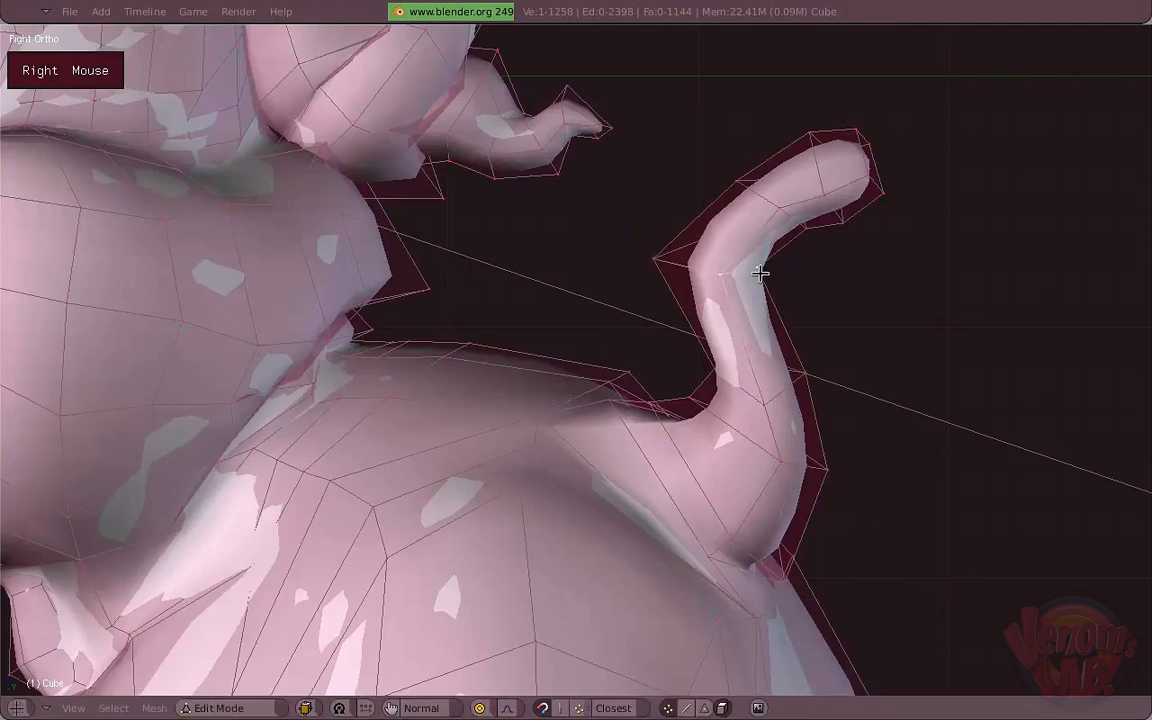 File Add Timeline Game Render Help www.blender.org 249 Ve:1-1258 | Ed:0-2398 | Fa:0-1144 | Mem:22.41M (0.09M) Cube
Right Ortho
Right Mouse
Venom's
LAB
(1) Cube
View Select Mesh Edit Mode Normal Closest